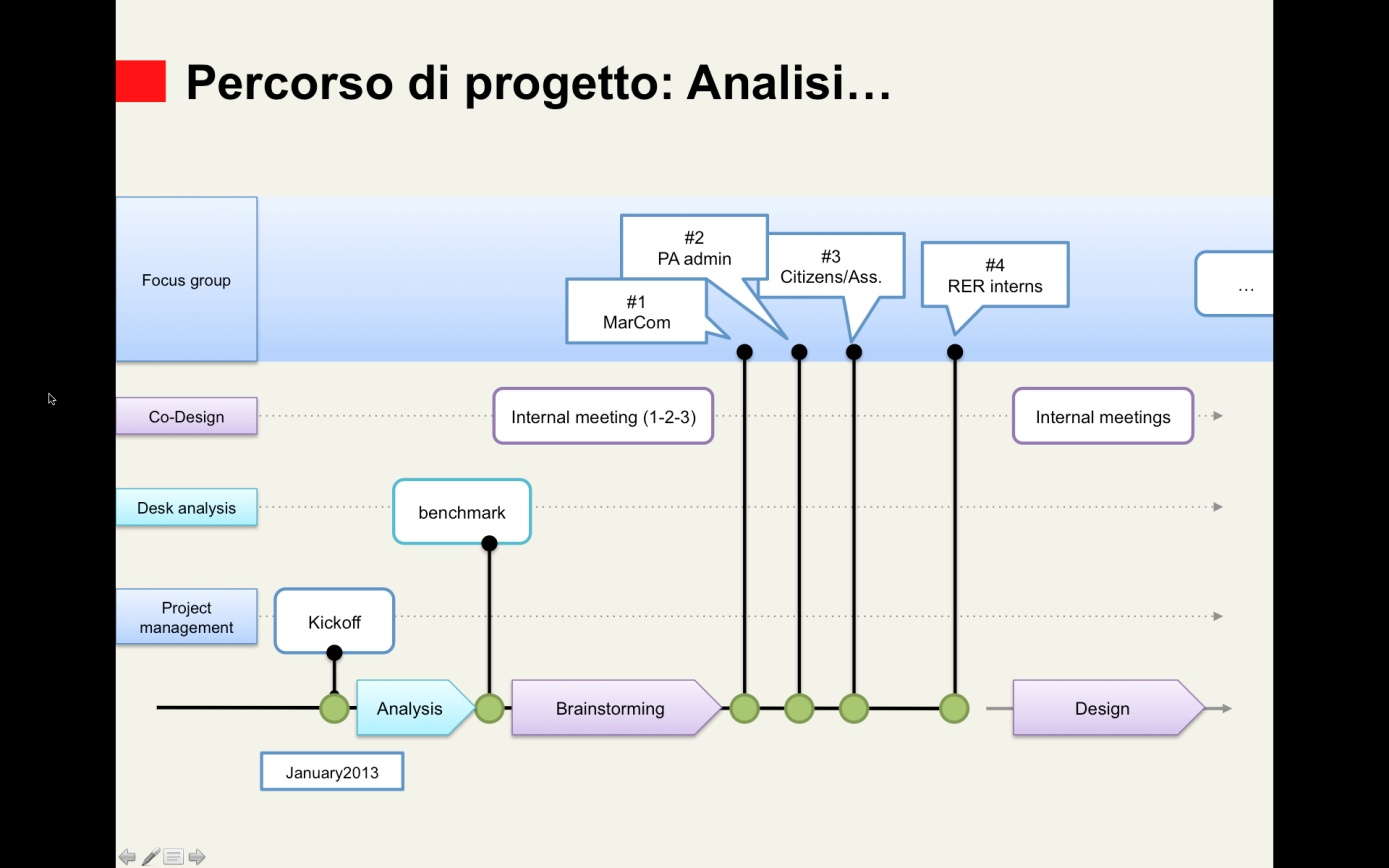 Percorso di progetto: Analisi…
Focus group
#1
MarCom
#2
PA admin
#3
Citizens/Ass.
#4
RER interns
…
Co-Design
Internal meeting (1-2-3)
Internal meetings
Desk analysis
benchmark
Project
management
Kickoff
Analysis
Brainstorming
Design
January2013